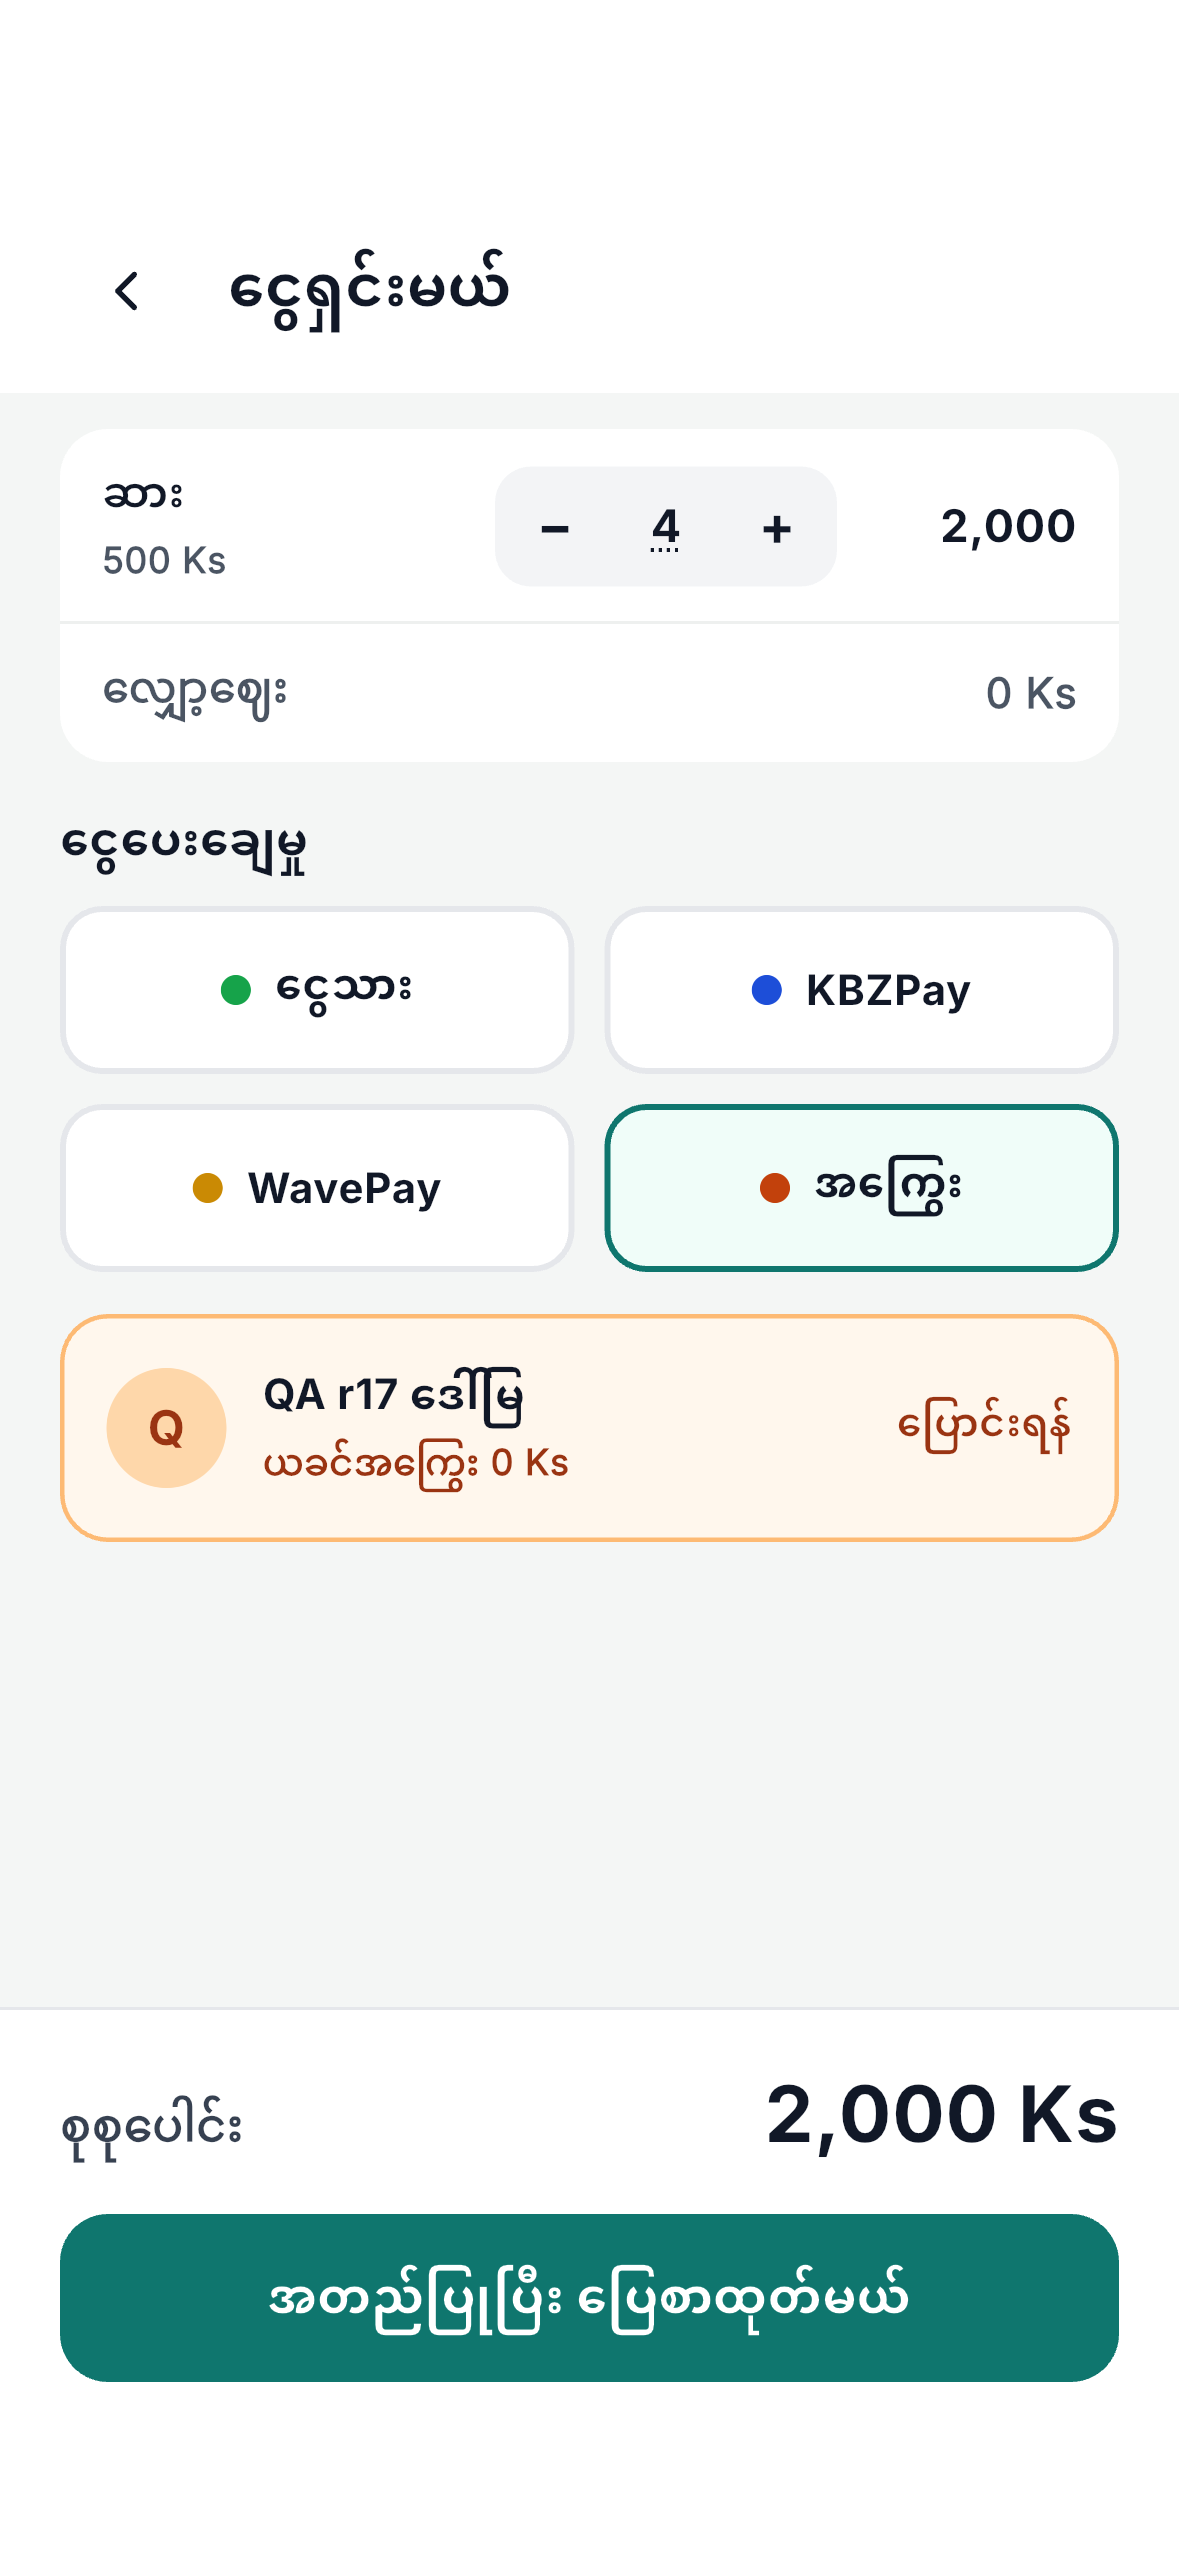 ငွေရှင်းမယ်
ဆား
500 Ks
− 4 +
2,000
လျှော့ဈေး
0 Ks
ငွေပေးချေမှု
ငွေသား
KBZPay
WavePay
အကြွေး
Q
QA r17 ဒေါ်မြ
ယခင်အကြွေး 0 Ks
ပြောင်းရန်
စုစုပေါင်း
2,000 Ks
အတည်ပြုပြီး ပြေစာထုတ်မယ်